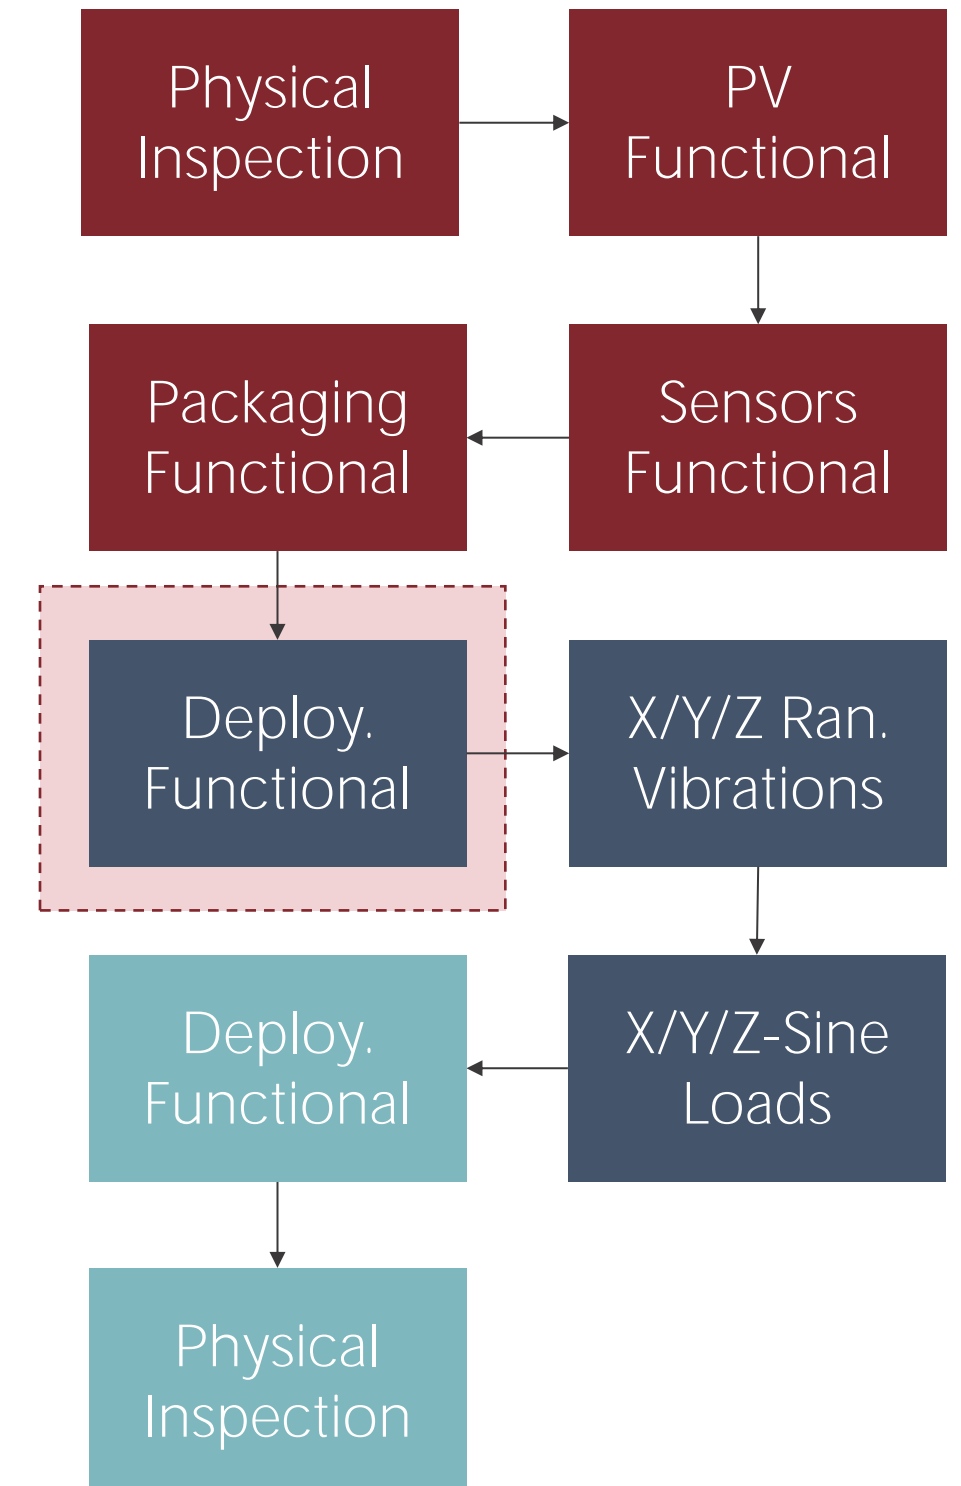 Physical
Inspection
PV
Functional
Sensors
Functional
Packaging
Functional
Deploy.
Functional
X/Y/Z Ran.
Vibrations
X/Y/Z-Sine
Loads
Deploy.
Functional
Physical
Inspection